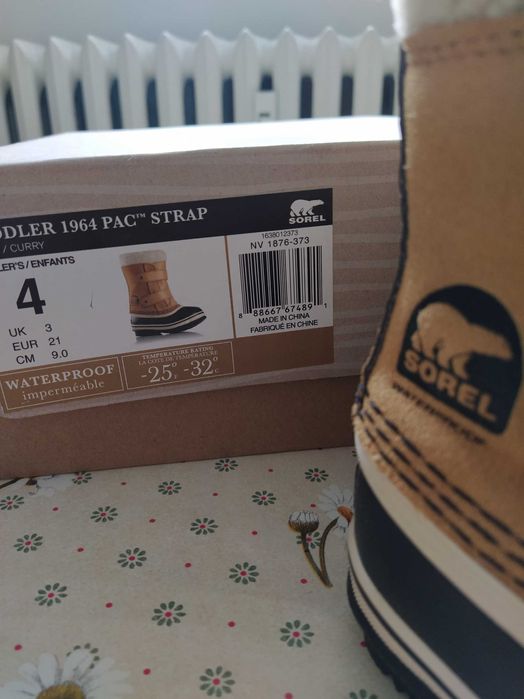 ODLER 1964 PAC™ STRAP
/ CURRY
SOREL
LER'S / ENFANTS
4
UK 3
EUR 21
CM 9.0
1638012373
NV 1876-373
8 88667 67489 1
MADE IN CHINA
FABRIQUÉ EN CHINE
WATERPROOF
imperméable
TEMPERATURE RATING
LA COTE DE TEMPÉRATURE
-25°F -32°C
SOREL
WATERPROOF